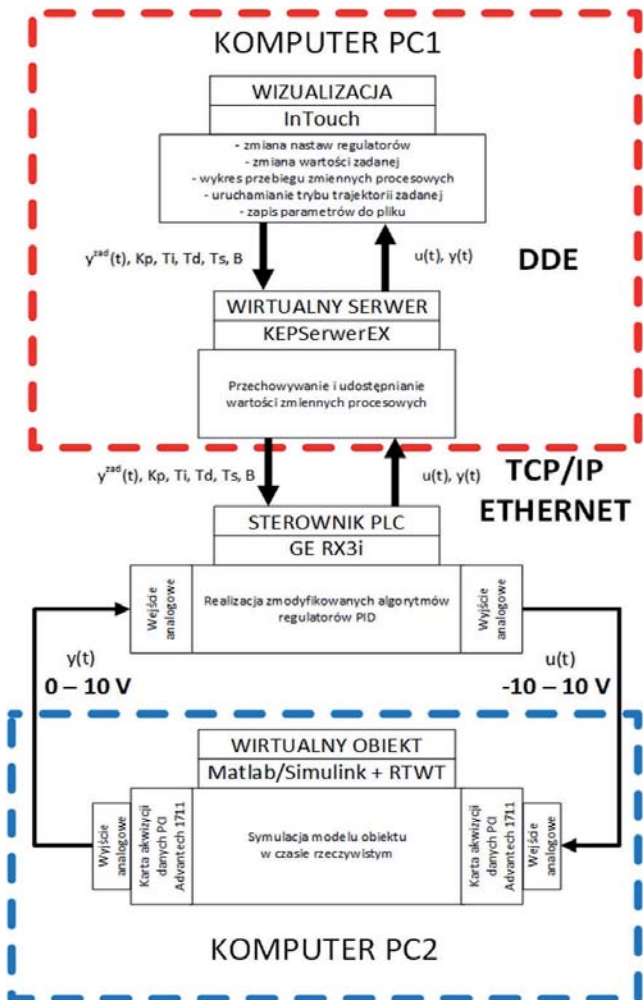 KOMPUTER PC1
WIZUALIZACJA
InTouch
- zmiana nastaw regulatorów
- zmiana wartości zadanej
- wykres przebiegu zmiennych procesowych
- uruchamianie trybu trajektorii zadanej
- zapis parametrów do pliku
y^zad(t), Kp, Ti, Td, Ts, B
u(t), y(t)
DDE
WIRTUALNY SERWER
KEPSerwerEX
Przechowywanie i udostępnianie
wartości zmiennych procesowych
y^zad(t), Kp, Ti, Td, Ts, B
u(t), y(t)
TCP/IP
ETHERNET
STEROWNIK PLC
GE RX3i
Wejście
analogowe
Realizacja zmodyfikowanych algorytmów
regulatorów PID
Wyjście
analogowe
y(t)
0 – 10 V
u(t)
-10 – 10 V
WIRTUALNY OBIEKT
Matlab/Simulink + RTWT
Wyjście
analogowe
Karta akwizycji
danych PCI
Advantech 1711
Symulacja modelu obiektu
w czasie rzeczywistym
Karta akwizycji
danych PCI
Advantech 1711
Wejście
analogowe
KOMPUTER PC2